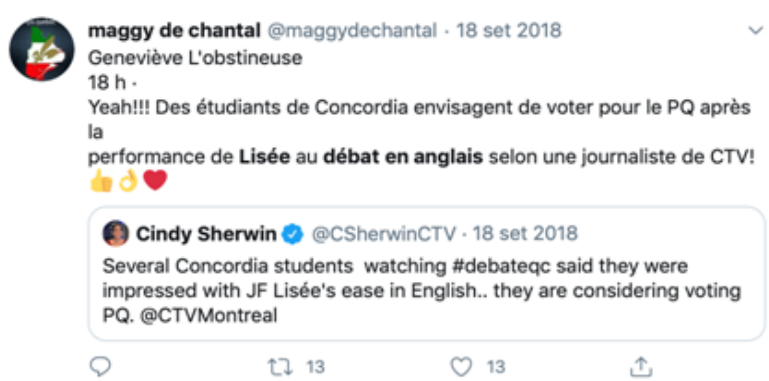 maggy de chantal @maggydechantal · 18 set 2018
Geneviève L'obstineuse
18 h ·
Yeah!!! Des étudiants de Concordia envisagent de voter pour le PQ après
la
performance de Lisée au débat en anglais selon une journaliste de CTV!
👍👌❤️
Cindy Sherwin @CSherwinCTV · 18 set 2018
Several Concordia students watching #debateqc said they were
impressed with JF Lisée's ease in English.. they are considering voting
PQ. @CTVMontreal
13 13